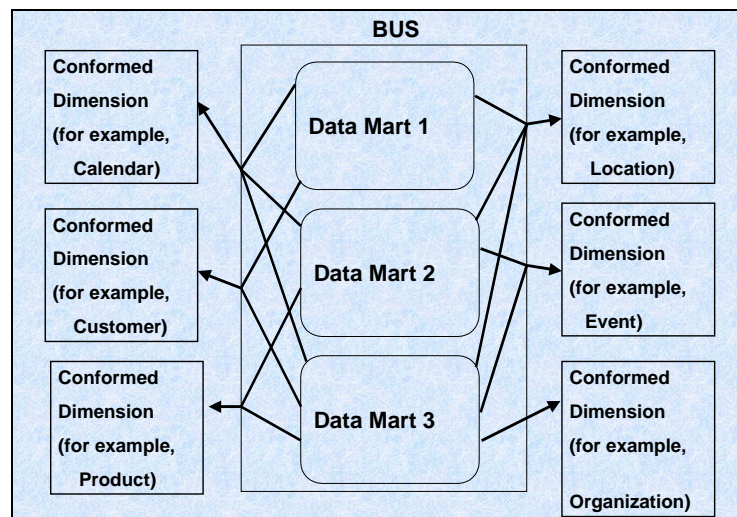 BUS
Conformed
Dimension
(for example,
Calendar)
Conformed
Dimension
(for example,
Customer)
Conformed
Dimension
(for example,
Product)
Data Mart 1
Data Mart 2
Data Mart 3
Conformed
Dimension
(for example,
Location)
Conformed
Dimension
(for example,
Event)
Conformed
Dimension
(for example,
Organization)